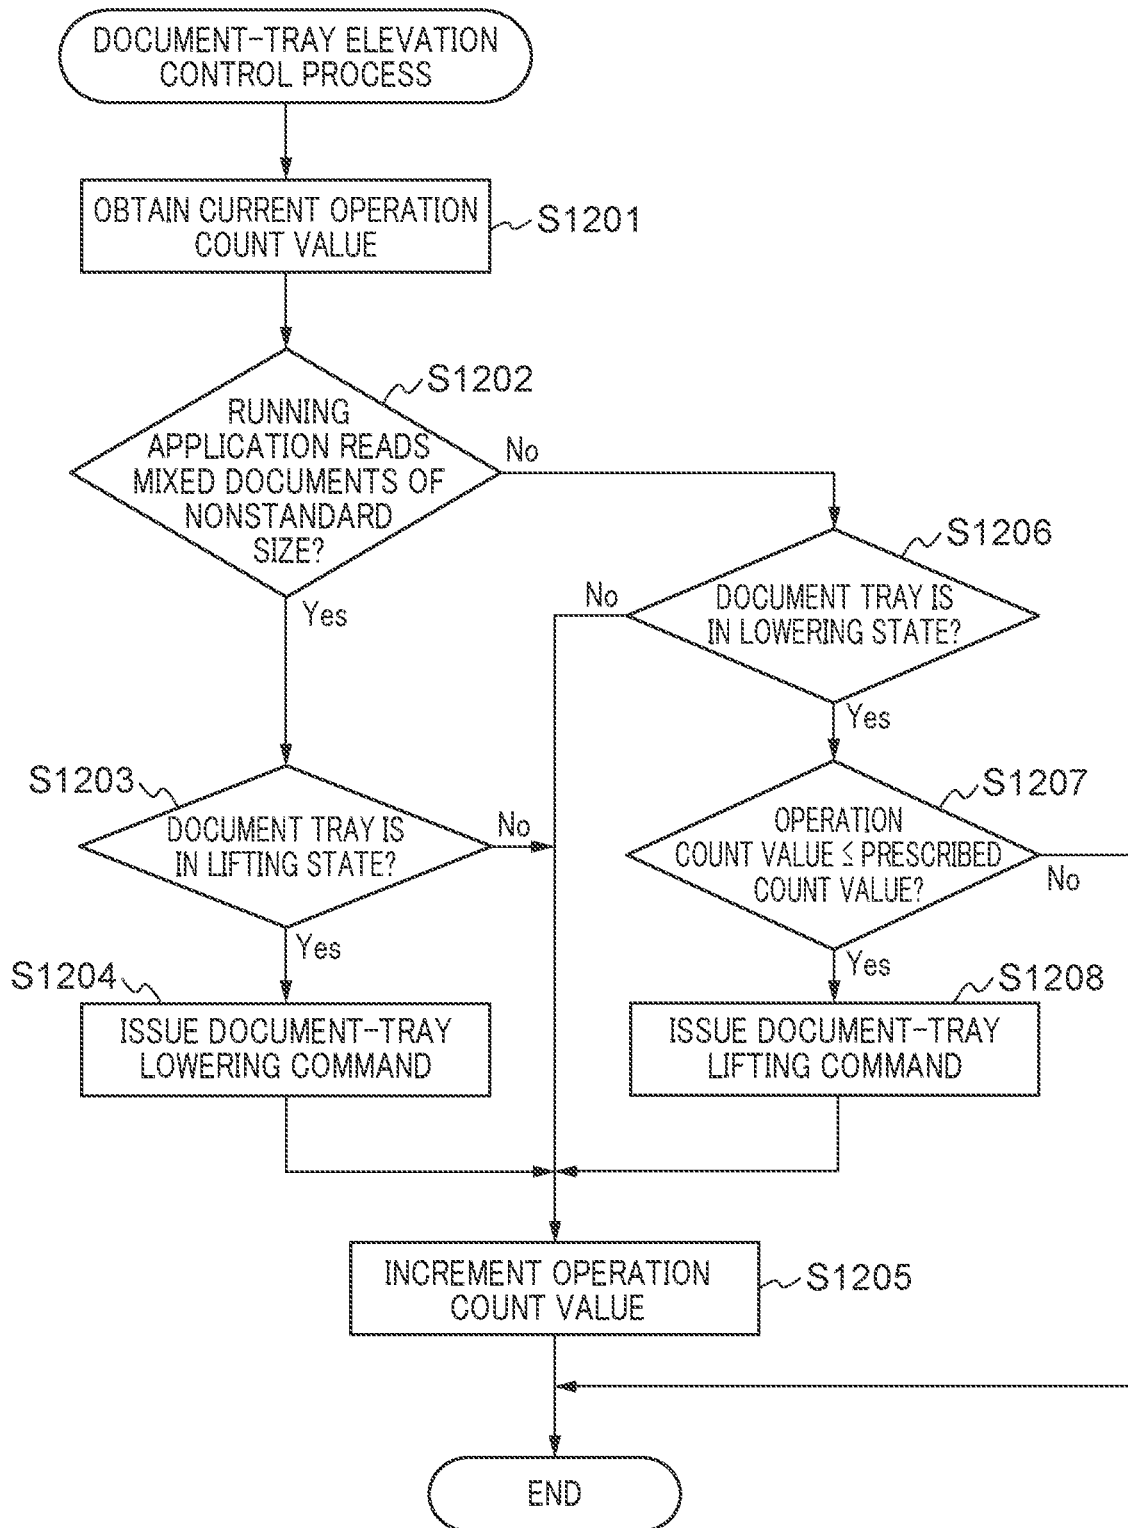 DOCUMENT-TRAY ELEVATION
CONTROL PROCESS
OBTAIN CURRENT OPERATION
COUNT VALUE
S1201
S1202
RUNNING
APPLICATION READS
MIXED DOCUMENTS OF
NONSTANDARD
SIZE?
No
Yes
S1206
DOCUMENT TRAY IS
IN LOWERING STATE?
No
Yes
S1203
DOCUMENT TRAY IS
IN LIFTING STATE?
No
Yes
S1207
OPERATION
COUNT VALUE ≦ PRESCRIBED
COUNT VALUE?
No
Yes
S1204
ISSUE DOCUMENT-TRAY
LOWERING COMMAND
S1208
ISSUE DOCUMENT-TRAY
LIFTING COMMAND
INCREMENT OPERATION
COUNT VALUE
S1205
END